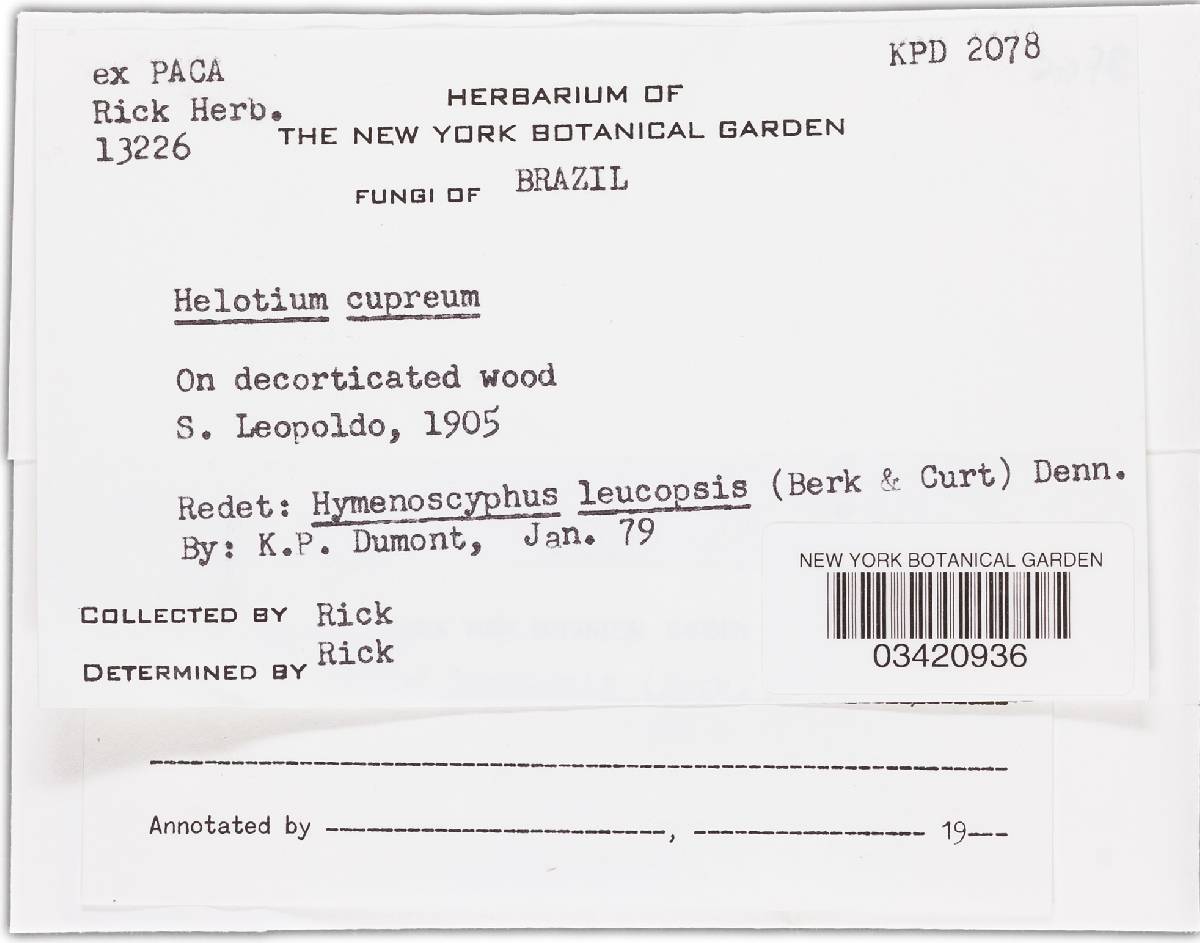 ex PACA
Rick Herb.
13226
KPD 2078
HERBARIUM OF
THE NEW YORK BOTANICAL GARDEN
FUNGI OF BRAZIL
Helotium cupreum
On decorticated wood
S. Leopoldo, 1905
Redet: Hymenoscyphus leucopsis (Berk & Curt) Denn.
By: K.P. Dumont, Jan. 79
COLLECTED BY Rick
DETERMINED BY Rick
NEW YORK BOTANICAL GARDEN
03420936
Annotated by ------------------------, ----------------- 19---